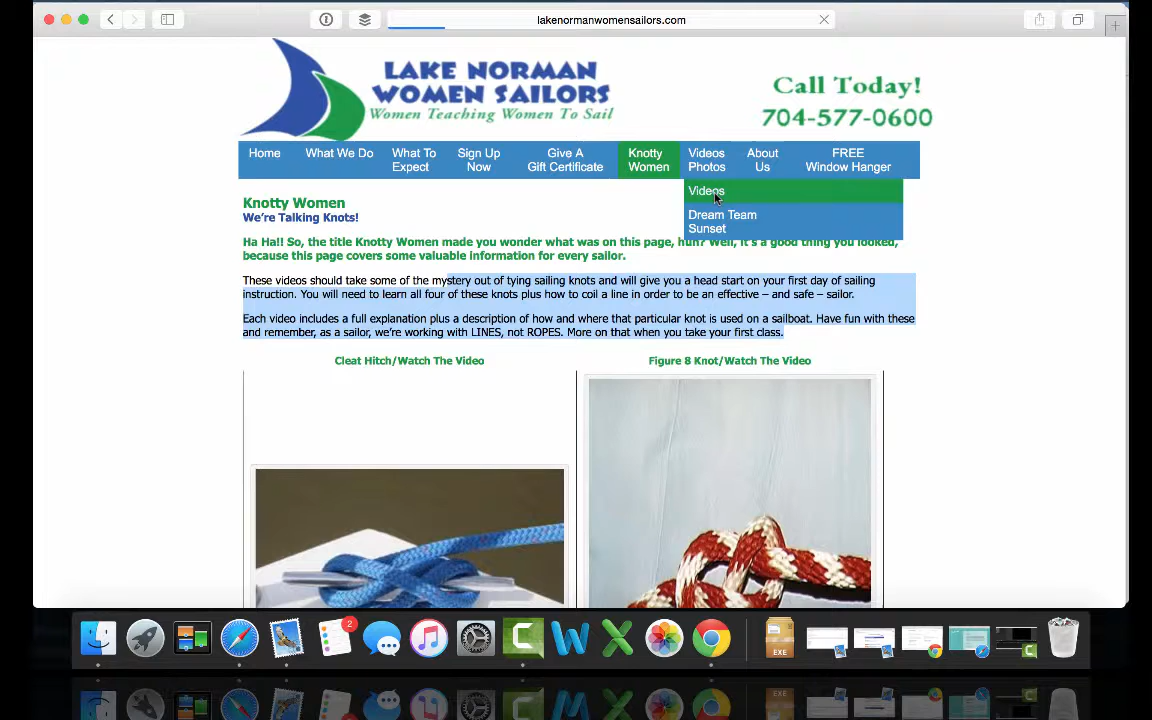 lakenormanwomensailors.com
LAKE NORMAN
WOMEN SAILORS
Women Teaching Women To Sail
Call Today!
704-577-0600
Home
What We Do
What To
Expect
Sign Up
Now
Give A
Gift Certificate
Knotty
Women
Videos
Photos
About
Us
FREE
Window Hanger
Videos
Dream Team
Sunset
Knotty Women
We're Talking Knots!
Ha Ha!! So, the title Knotty Women made you wonder what was on this page, huh? Well, it's a good thing you looked,
because this page covers some valuable information for every sailor.
These videos should take some of the mystery out of tying sailing knots and will give you a head start on your first day of sailing
instruction. You will need to learn all four of these knots plus how to coil a line in order to be an effective – and safe – sailor.
Each video includes a full explanation plus a description of how and where that particular knot is used on a sailboat. Have fun with these
and remember, as a sailor, we're working with LINES, not ROPES. More on that when you take your first class.
Cleat Hitch/Watch The Video
Figure 8 Knot/Watch The Video
2
EXE